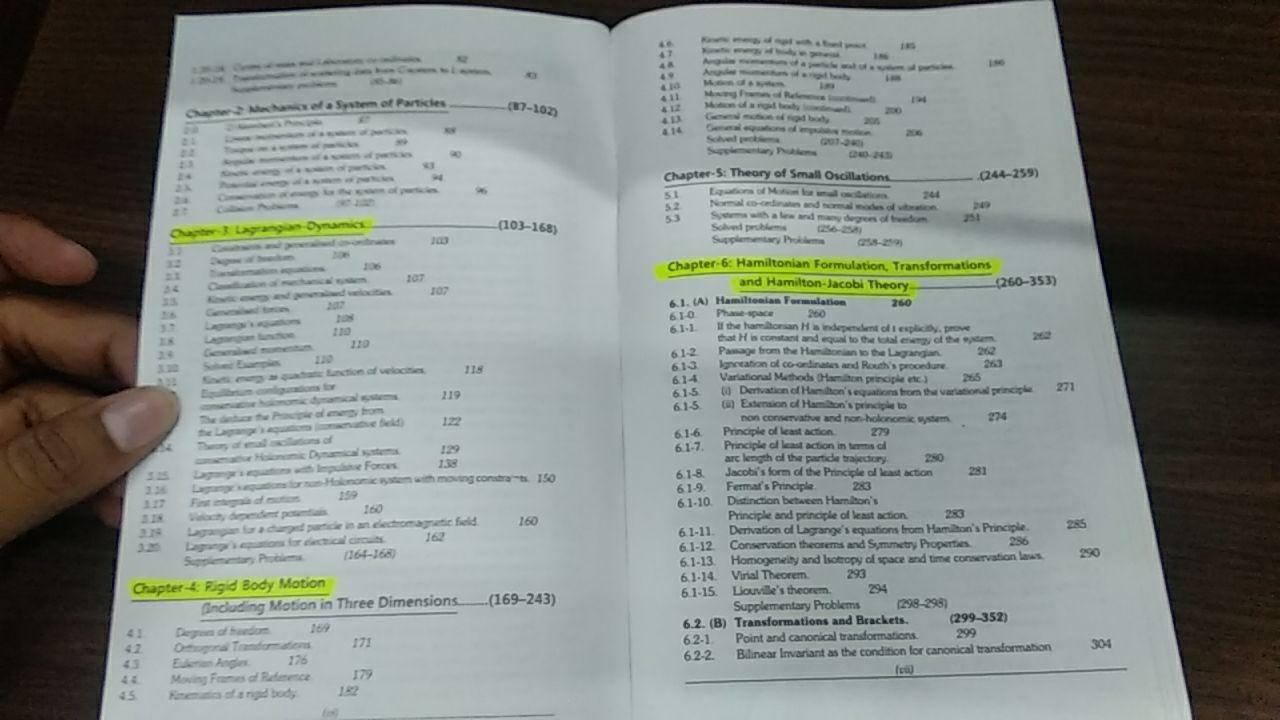 1.20-1A Centre of mass and Laboratory co-ordinates. 82
Transformation of scattering data from C-system to L-system. 83
Supplementary problems (85-86)
Chapter-2: Mechanics of a System of Particles (87–102)
2.0 Principle 87
2.1. Linear momentum of a system of particles. 88
2.2. Torque on a system of particles. 89
2.3. Angular momentum of a system of particles. 90
2.4. Kinetic energy of a system of particles. 93
2.5. Potential energy of a system of particles. 94
2.6. Conservation of energy for the system of particles. 96
2.7. Collision Problems. (97-102)
Chapter-3: Lagrangian Dynamics (103–168)
3.1 Constraints and generalised co-ordinates 103
3.2 Degree of freedom. 106
3.3. Transformation equations. 106
3.4. Classification of mechanical system. 107
3.5. Kinetic energy and generalised velocities. 107
3.6 Generalised forces. 107
3.7 Lagrange's equations 108
3.8 Lagrangian function. 110
3.9 Generalised momentum. 110
3.10 Solved Examples. 110
3.11 Kinetic energy as quadratic function of velocities. 118
Equilibrium configurations for
conservative holonomic dynamical systems. 119
The deduce the Principle of energy from
the Lagrange's equations (conservative field) 122
14 Theory of small oscillations of
conservative Holonomic Dynamical systems. 129
3.15. Lagrange's equations with Impulsive Forces. 138
3.16 Lagrange's equations for non-Holonomic system with moving constraints. 150
3.17 First integrals of motion. 159
3.18. Velocity dependent potentials. 160
3.19. Lagrangian for a charged particle in an electromagnetic field. 160
3.20. Lagrange's equations for electrical circuits. 162
Supplementary Problems. (164–168)
Chapter-4: Rigid Body Motion
(Including Motion in Three Dimensions (169–243)
4.1. Degrees of freedom. 169
4.2. Orthogonal Transformations. 171
4.3. Eulerian Angles. 176
4.4. Moving Frames of Reference. 179
4.5. Kinematics of a rigid body. 182
(vi)
4.6. Kinetic energy of rigid with a fixed point. 185
4.7. Kinetic energy of body in general. 186
4.8. Angular momentum of a particle and of a system of particles. 186
4.9. Angular momentum of a rigid body. 188
4.10. Motion of a system. 189
4.11. Moving Frames of Reference (continued). 194
4.12. Motion of a rigid body (continued). 200
4.13. General motion of rigid body. 205
4.14. General equations of impulsive motion. 206
Solved problems (207–240)
Supplementary Problems (240–243)
Chapter-5: Theory of Small Oscillations (244–259)
5.1 Equations of Motion for small oscillations. 244
5.2. Normal co-ordinates and normal modes of vibration. 249
5.3 Systems with a few and many degrees of freedom. 251
Solved problems (256–258)
Supplementary Problems (258–259)
Chapter-6: Hamiltonian Formulation, Transformations
and Hamilton-Jacobi Theory (260–353)
6.1. (A) Hamiltonian Formulation 260
6.1-0. Phase-space 260
6.1-1. If the hamiltonian H is independent of t explicitly, prove
that H is constant and equal to the total energy of the system. 262
6.1-2. Passage from the Hamiltonian to the Lagrangian. 262
6.1-3. Ignoration of co-ordinates and Routh's procedure. 263
6.1-4. Variational Methods (Hamilton principle etc.) 265
6.1-5. (i) Derivation of Hamilton's equations from the variational principle. 271
6.1-5. (ii) Extension of Hamilton's principle to
non conservative and non-holonomic system. 274
6.1-6. Principle of least action. 279
6.1-7. Principle of least action in terms of
arc length of the particle trajectory. 280
6.1-8. Jacobi's form of the Principle of least action 281
6.1-9. Fermat's Principle. 283
6.1-10. Distinction between Hamilton's
Principle and principle of least action. 283
6.1-11. Derivation of Lagrange's equations from Hamilton's Principle. 285
6.1-12. Conservation theorems and Symmetry Properties. 286
6.1-13. Homogeneity and Isotropy of space and time conservation laws. 290
6.1-14. Virial Theorem. 293
6.1-15. Liouville's theorem. 294
Supplementary Problems (298–298)
6.2. (B) Transformations and Brackets. (299–352)
6.2-1. Point and canonical transformations. 299
6.2-2. Bilinear Invariant as the condition for canonical transformation 304
(vii)